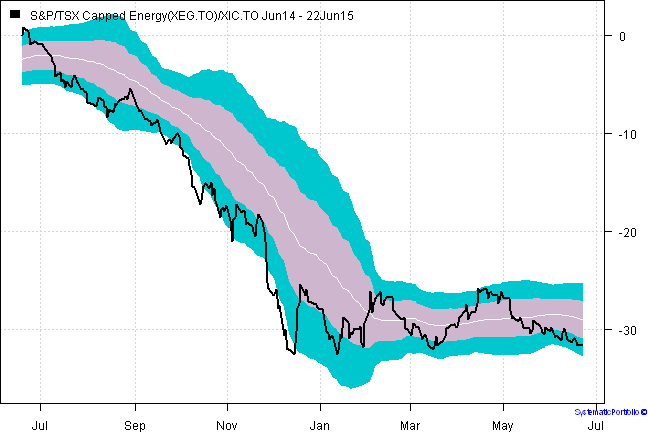 S&P/TSX Capped Energy(XEG.TO)/XIC.TO Jun14 - 22Jun15
0
-10
-20
-30
SystematicPortfolio ©
Jul Sep Nov Jan Mar May Jul